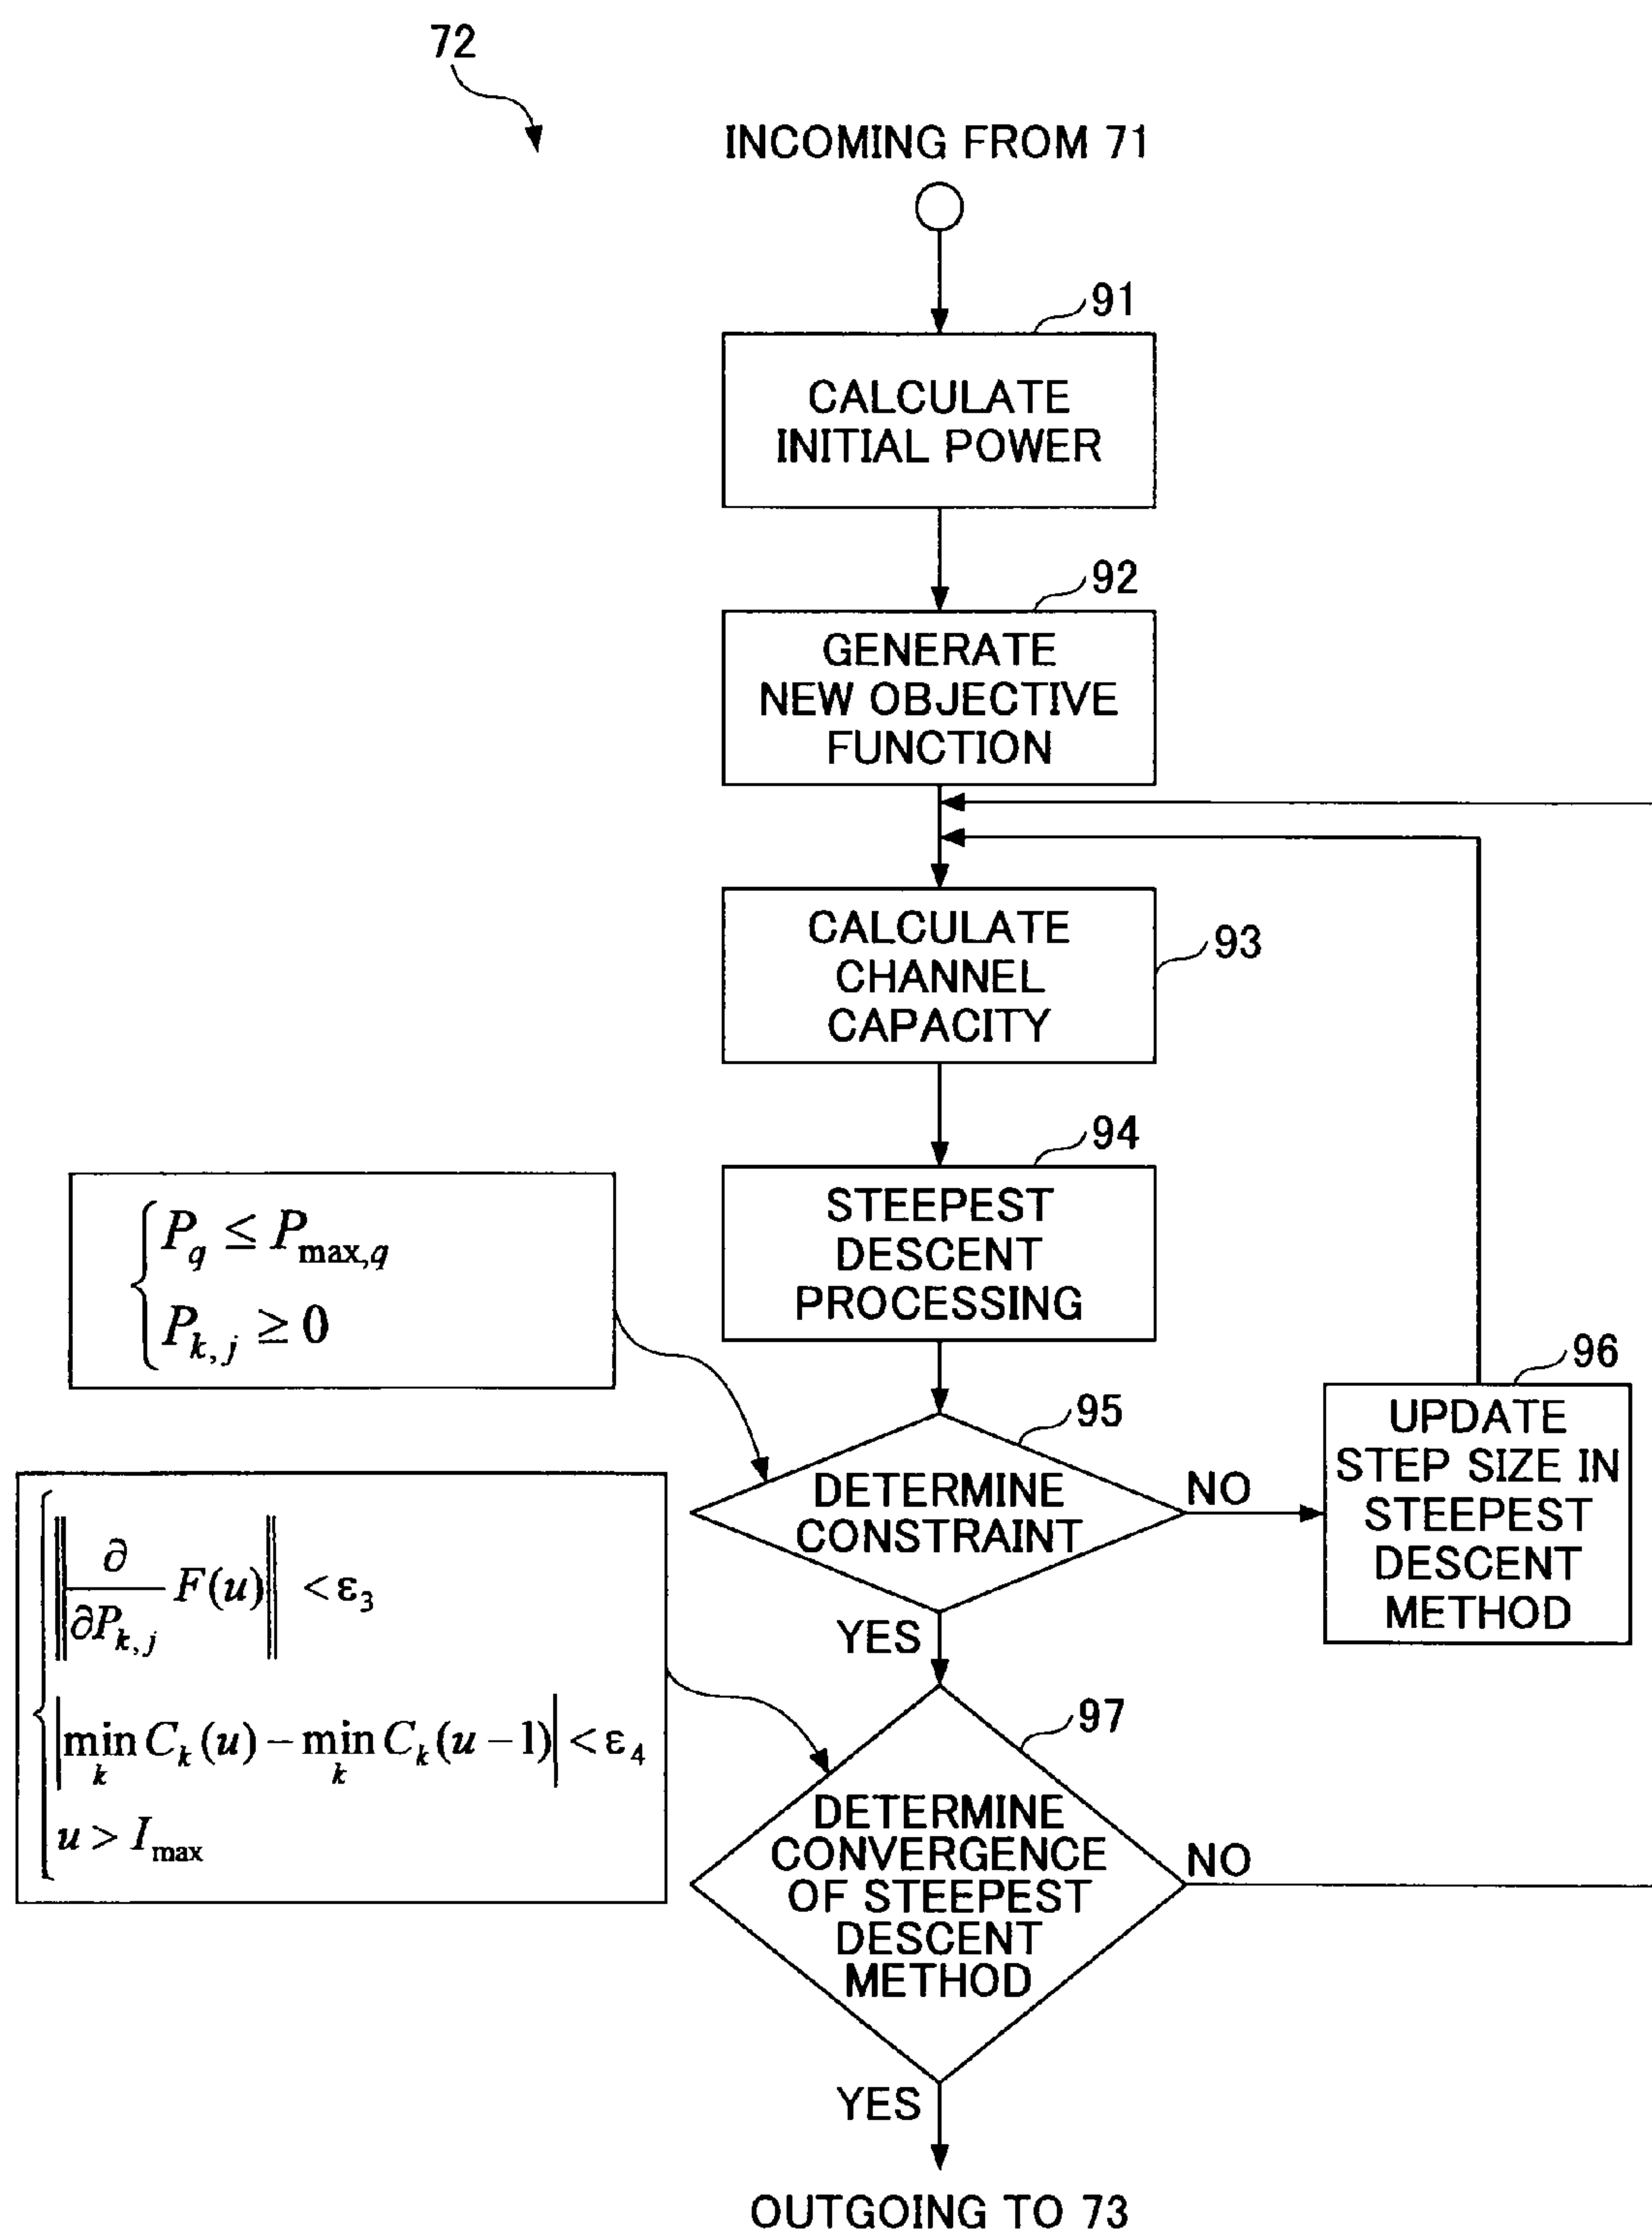 72
INCOMING FROM 71
91
CALCULATE
INITIAL POWER
92
GENERATE
NEW OBJECTIVE
FUNCTION
CALCULATE
CHANNEL
CAPACITY
93
94
STEEPEST
DESCENT
PROCESSING
P_q ≤ P_max,q
P_k,j ≥ 0
95
DETERMINE
CONSTRAINT
NO
YES
96
UPDATE
STEP SIZE IN
STEEPEST
DESCENT
METHOD
‖∂/∂P_k,j F(u)‖ < ε_3
|min_k C_k(u) − min_k C_k(u−1)| < ε_4
u > I_max
97
DETERMINE
CONVERGENCE
OF STEEPEST
DESCENT
METHOD
NO
YES
OUTGOING TO 73